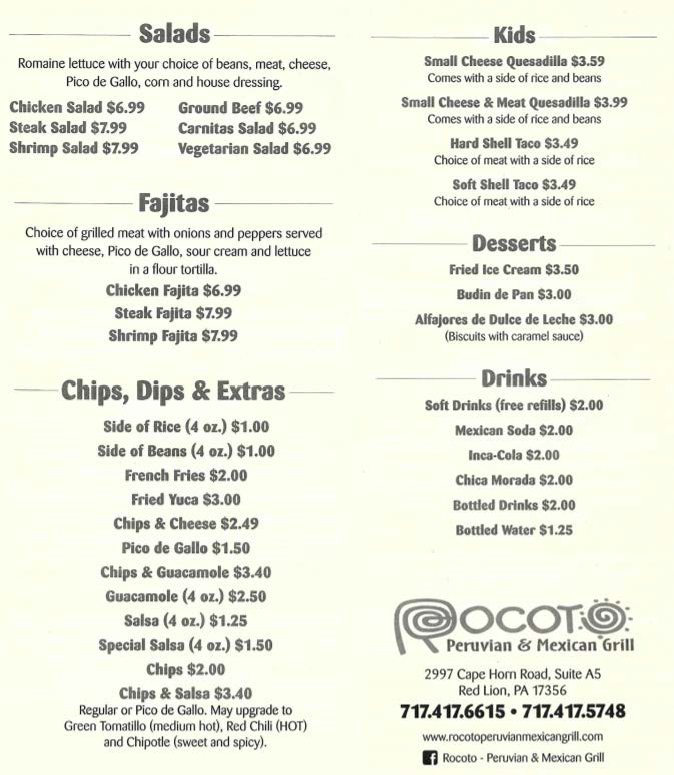 Salads
Romaine lettuce with your choice of beans, meat, cheese,
Pico de Gallo, corn and house dressing.
Chicken Salad $6.99
Steak Salad $7.99
Shrimp Salad $7.99
Ground Beef $6.99
Carnitas Salad $6.99
Vegetarian Salad $6.99
Fajitas
Choice of grilled meat with onions and peppers served
with cheese, Pico de Gallo, sour cream and lettuce
in a flour tortilla.
Chicken Fajita $6.99
Steak Fajita $7.99
Shrimp Fajita $7.99
Chips, Dips & Extras
Side of Rice (4 oz.) $1.00
Side of Beans (4 oz.) $1.00
French Fries $2.00
Fried Yuca $3.00
Chips & Cheese $2.49
Pico de Gallo $1.50
Chips & Guacamole $3.40
Guacamole (4 oz.) $2.50
Salsa (4 oz.) $1.25
Special Salsa (4 oz.) $1.50
Chips $2.00
Chips & Salsa $3.40
Regular or Pico de Gallo. May upgrade to
Green Tomatillo (medium hot), Red Chili (HOT)
and Chipotle (sweet and spicy).
Kids
Small Cheese Quesadilla $3.59
Comes with a side of rice and beans
Small Cheese & Meat Quesadilla $3.99
Comes with a side of rice and beans
Hard Shell Taco $3.49
Choice of meat with a side of rice
Soft Shell Taco $3.49
Choice of meat with a side of rice
Desserts
Fried Ice Cream $3.50
Budin de Pan $3.00
Alfajores de Dulce de Leche $3.00
(Biscuits with caramel sauce)
Drinks
Soft Drinks (free refills) $2.00
Mexican Soda $2.00
Inca-Cola $2.00
Chica Morada $2.00
Bottled Drinks $2.00
Bottled Water $1.25
ROCOTO
Peruvian & Mexican Grill
2997 Cape Horn Road, Suite A5
Red Lion, PA 17356
717.417.6615 • 717.417.5748
www.rocotoperuvianmexicangrill.com
f Rocoto - Peruvian & Mexican Grill